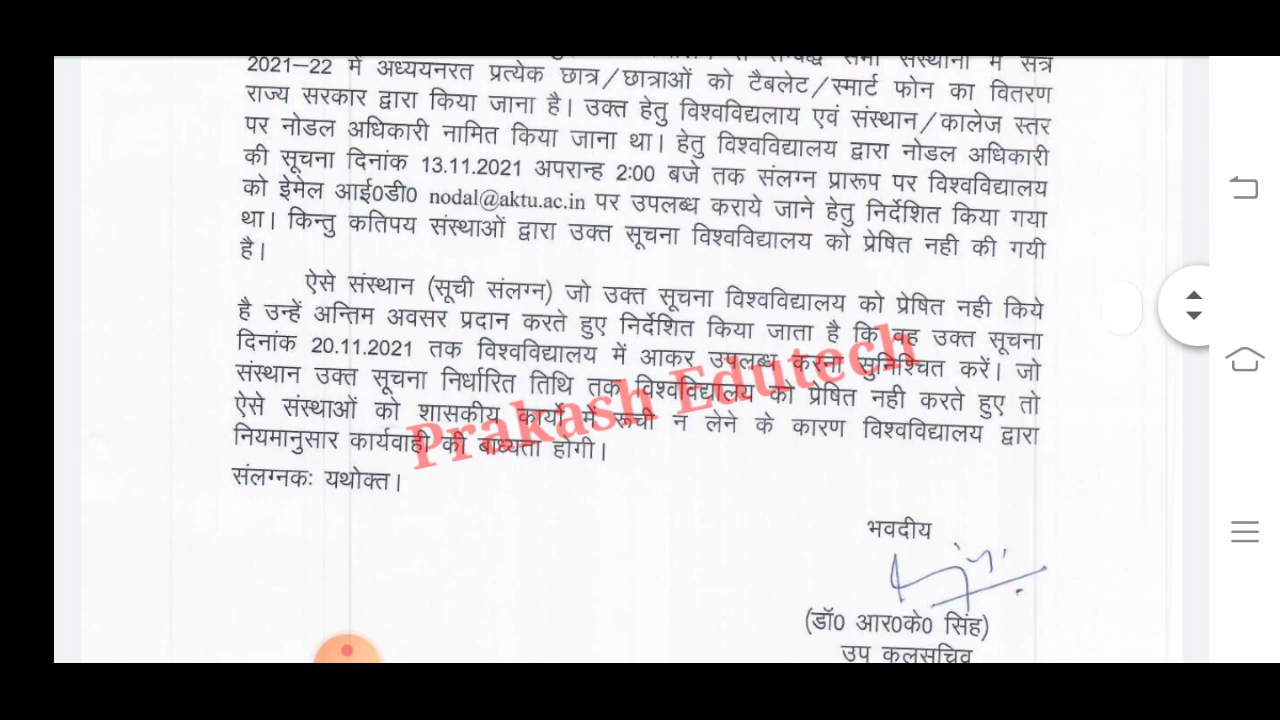 संस्थानों में सत्र
2021–22 में अध्ययनरत प्रत्येक छात्र/छात्राओं को टैबलेट/स्मार्ट फोन का वितरण
राज्य सरकार द्वारा किया जाना है। उक्त हेतु विश्वविद्यलाय एवं संस्थान/कालेज स्तर
पर नोडल अधिकारी नामित किया जाना था। हेतु विश्वविद्यालय द्वारा नोडल अधिकारी
की सूचना दिनांक 13.11.2021 अपरान्ह 2:00 बजे तक संलग्न प्रारूप पर विश्वविद्यालय
को ईमेल आई0डी0 nodal@aktu.ac.in पर उपलब्ध कराये जाने हेतु निर्देशित किया गया
था। किन्तु कतिपय संस्थाओं द्वारा उक्त सूचना विश्वविद्यालय को प्रेषित नही की गयी
है।
ऐसे संस्थान (सूची संलग्न) जो उक्त सूचना विश्वविद्यालय को प्रेषित नही किये
है उन्हें अन्तिम अवसर प्रदान करते हुए निर्देशित किया जाता है कि वह उक्त सूचना
दिनांक 20.11.2021 तक विश्वविद्यालय में आकर उपलब्ध करना सुनिश्चित करें। जो
संस्थान उक्त सूचना निर्धारित तिथि तक विश्वविद्यालय को प्रेषित नही करते हुए तो
ऐसे संस्थाओं को शासकीय कार्यो में रूची न लेने के कारण विश्वविद्यालय द्वारा
नियमानुसार कार्यवाही की बाध्यता होगी।
Prakash Edutech
संलग्नकः यथोक्त।
भवदीय
(डॉ0 आर0के0 सिंह)
उप कुलसचिव